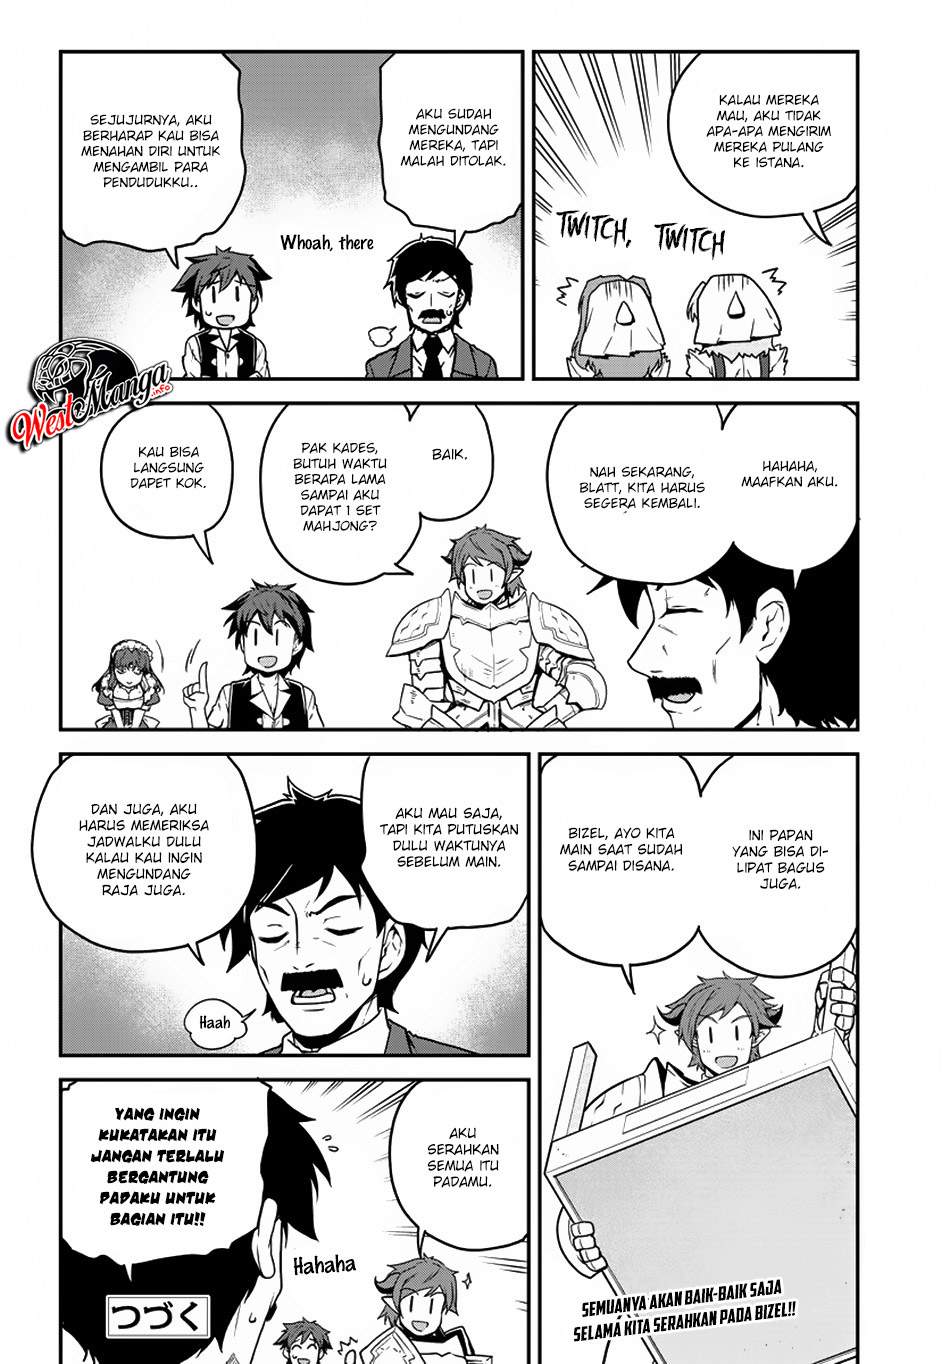 KALAU MEREKA
MAU, AKU TIDAK
APA-APA MENGIRIM
MEREKA PULANG
KE ISTANA.
TWITCH, TWITCH
AKU SUDAH
MENGUNDANG
MEREKA, TAPI
MALAH DITOLAK.
SEJUJURNYA, AKU
BERHARAP KAU BISA
MENAHAN DIRI UNTUK
MENGAMBIL PARA
PENDUDUKKU..
Whoah, there
WestManga.info
HAHAHA,
MAAFKAN AKU.
NAH SEKARANG,
BLATT, KITA HARUS
SEGERA KEMBALI.
BAIK.
PAK KADES,
BUTUH WAKTU
BERAPA LAMA
SAMPAI AKU
DAPAT 1 SET
MAHJONG?
KAU BISA
LANGSUNG
DAPET KOK.
INI PAPAN
YANG BISA DI-
LIPAT BAGUS
JUGA.
BIZEL, AYO KITA
MAIN SAAT SUDAH
SAMPAI DISANA.
AKU MAU SAJA,
TAPI KITA PUTUSKAN
DULU WAKTUNYA
SEBELUM MAIN.
DAN JUGA, AKU
HARUS MEMERIKSA
JADWALKU DULU
KALAU KAU INGIN
MENGUNDANG
RAJA JUGA.
Haah
AKU
SERAHKAN
SEMUA ITU
PADAMU.
YANG INGIN
KUKATAKAN ITU
JANGAN TERLALU
BERGANTUNG
PADAKU UNTUK
BAGIAN ITU!!
Hahaha
つづく
SEMUANYA AKAN BAIK-BAIK SAJA
SELAMA KITA SERAHKAN PADA BIZEL!!